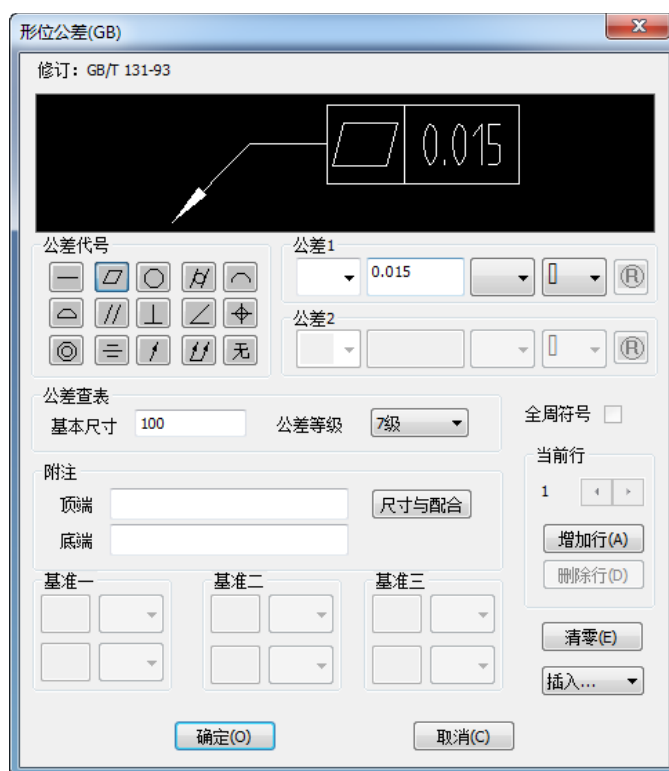 形位公差(GB)
修订：GB/T 131-93
0.015
公差代号
公差1
0.015
R
公差2
无
R
公差查表
基本尺寸 100 公差等级 7级
全周符号
当前行
附注
1
顶端 尺寸与配合
底端
增加行(A)
删除行(D)
基准一 基准二 基准三
清零(E)
插入...
确定(O) 取消(C)